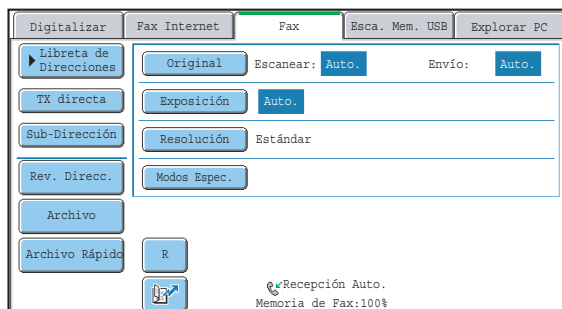 Digitalizar
Fax Internet
Fax
Esca. Mem. USB
Explorar PC
Libreta de
Direcciones
Original
Escanear:
Auto.
Envío:
Auto.
TX directa
Exposición
Auto.
Sub-Dirección
Resolución
Estándar
Rev. Direcc.
Modos Espec.
Archivo
Archivo Rápido
R
Recepción Auto.
Memoria de Fax:100%